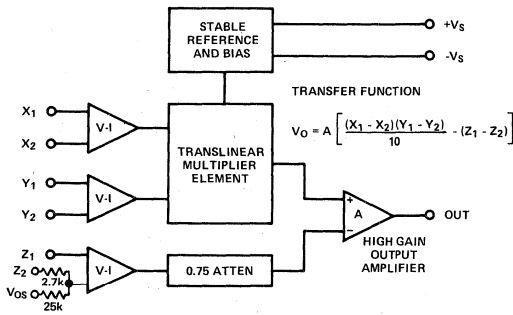 STABLE
REFERENCE
AND BIAS
+VS
-VS
TRANSFER FUNCTION
VO = A [ (X1 - X2)(Y1 - Y2) / 10 - (Z1 - Z2) ]
X1
X2
V-I
TRANSLINEAR
MULTIPLIER
ELEMENT
Y1
Y2
V-I
+
A
−
OUT
HIGH GAIN
OUTPUT
AMPLIFIER
Z1
Z2
2.7k
VOS
25k
V-I
0.75 ATTEN